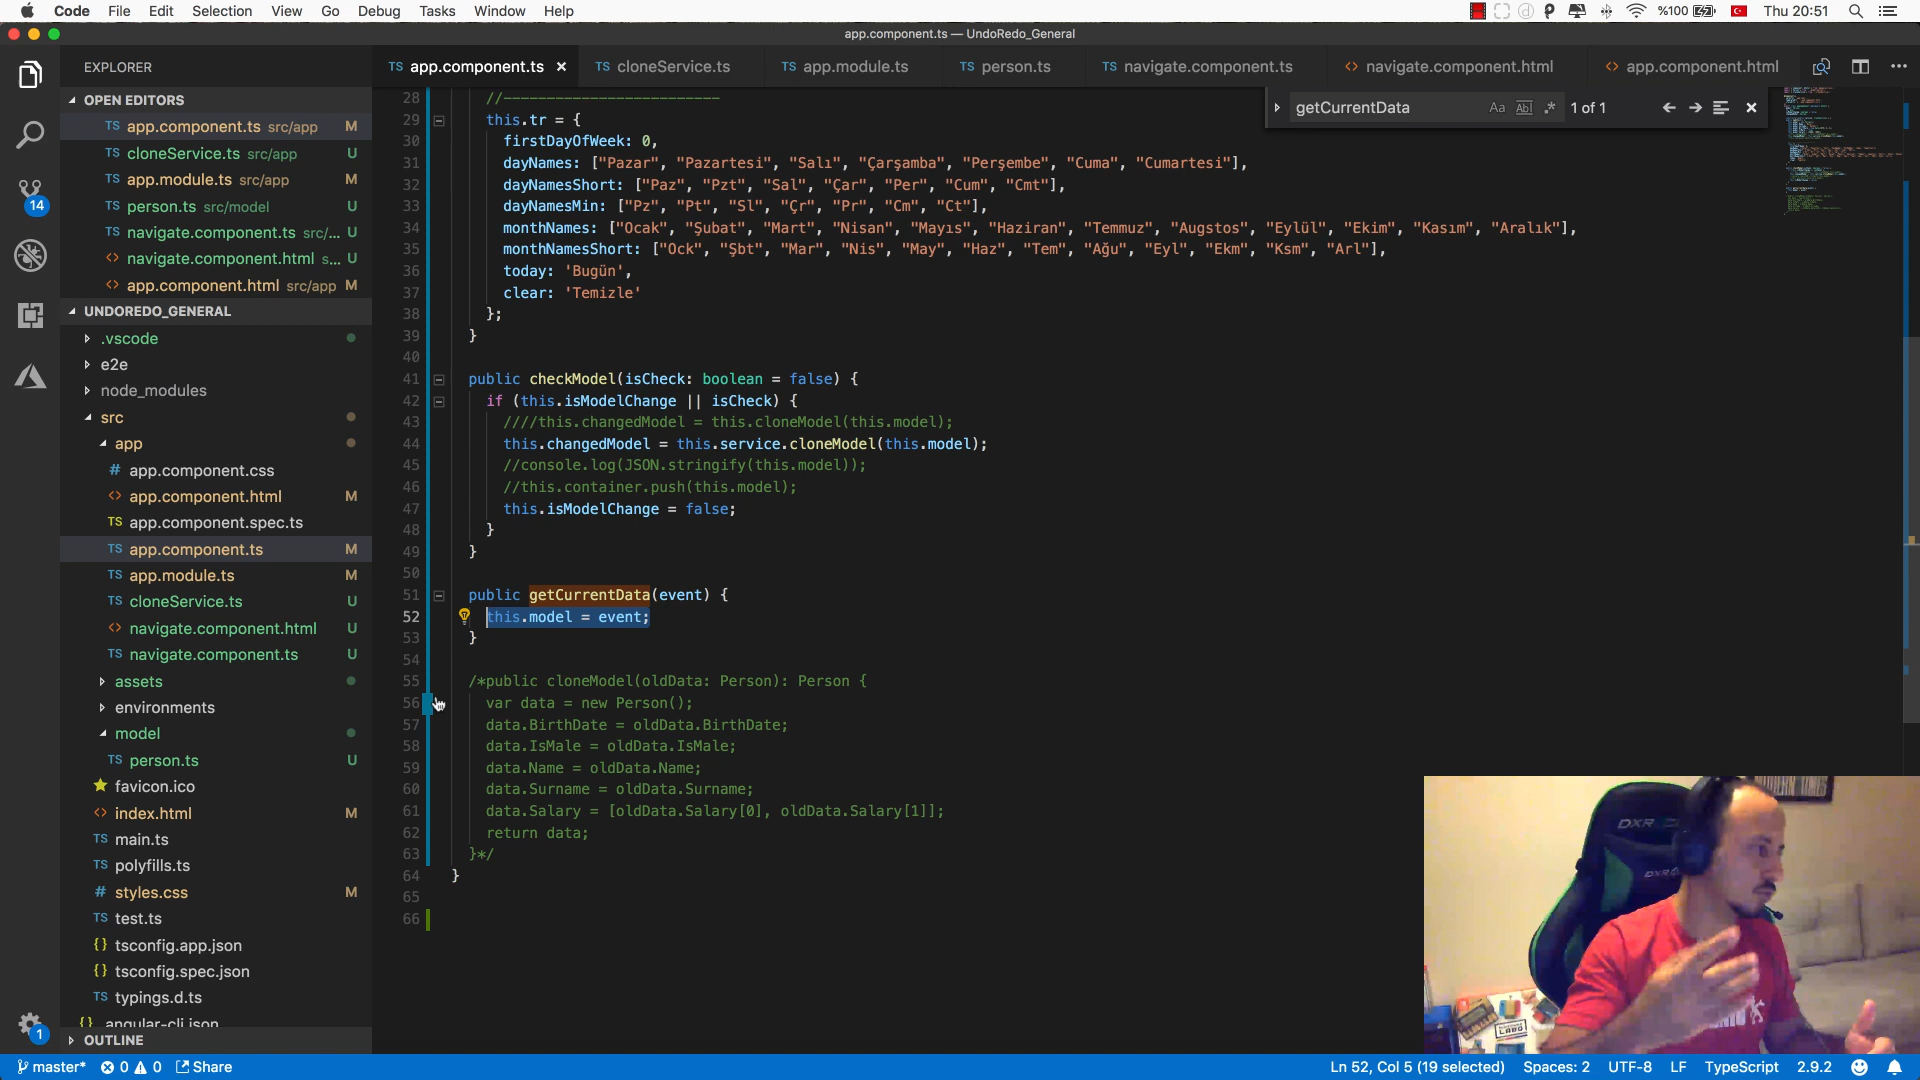 Code File Edit Selection View Go Debug Tasks Window Help
%100 Thu 20:51
app.component.ts — UndoRedo_General
EXPLORER
OPEN EDITORS
TS app.component.ts src/app M
TS cloneService.ts src/app U
TS app.module.ts src/app M
TS person.ts src/model U
TS navigate.component.ts src/... U
<> navigate.component.html s... U
<> app.component.html src/app M
UNDOREDO_GENERAL
.vscode
e2e
node_modules
src
app
# app.component.css
<> app.component.html M
TS app.component.spec.ts
TS app.component.ts M
TS app.module.ts M
TS cloneService.ts U
<> navigate.component.html U
TS navigate.component.ts U
assets
environments
model
TS person.ts U
favicon.ico
<> index.html M
TS main.ts
TS polyfills.ts
# styles.css M
TS test.ts
{} tsconfig.app.json
{} tsconfig.spec.json
TS typings.d.ts
{} .angular-cli.json
OUTLINE
14
1
TS app.component.ts × TS cloneService.ts TS app.module.ts TS person.ts TS navigate.component.ts <> navigate.component.html <> app.component.html
getCurrentData Aa Abl .* 1 of 1
28 //-------------------------
29 this.tr = {
30 firstDayOfWeek: 0,
31 dayNames: ["Pazar", "Pazartesi", "Salı", "Çarşamba", "Perşembe", "Cuma", "Cumartesi"],
32 dayNamesShort: ["Paz", "Pzt", "Sal", "Çar", "Per", "Cum", "Cmt"],
33 dayNamesMin: ["Pz", "Pt", "Sl", "Çr", "Pr", "Cm", "Ct"],
34 monthNames: ["Ocak", "Şubat", "Mart", "Nisan", "Mayıs", "Haziran", "Temmuz", "Augstos", "Eylül", "Ekim", "Kasım", "Aralık"],
35 monthNamesShort: ["Ock", "Şbt", "Mar", "Nis", "May", "Haz", "Tem", "Ağu", "Eyl", "Ekm", "Ksm", "Arl"],
36 today: 'Bugün',
37 clear: 'Temizle'
38 };
39 }
40
41 public checkModel(isCheck: boolean = false) {
42 if (this.isModelChange || isCheck) {
43 ////this.changedModel = this.cloneModel(this.model);
44 this.changedModel = this.service.cloneModel(this.model);
45 //console.log(JSON.stringify(this.model));
46 //this.container.push(this.model);
47 this.isModelChange = false;
48 }
49 }
50
51 public getCurrentData(event) {
52 this.model = event;
53 }
54
55 /*public cloneModel(oldData: Person): Person {
56 var data = new Person();
57 data.BirthDate = oldData.BirthDate;
58 data.IsMale = oldData.IsMale;
59 data.Name = oldData.Name;
60 data.Surname = oldData.Surname;
61 data.Salary = [oldData.Salary[0], oldData.Salary[1]];
62 return data;
63 }*/
64 }
65
66
master* 0 0 Share Ln 52, Col 5 (19 selected) Spaces: 2 UTF-8 LF TypeScript 2.9.2